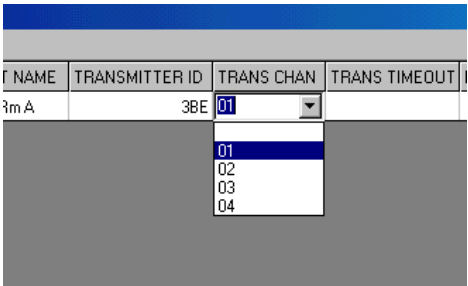 T NAME TRANSMITTER ID TRANS CHAN TRANS TIMEOUT
Rm A 3BE 01
01
02
03
04